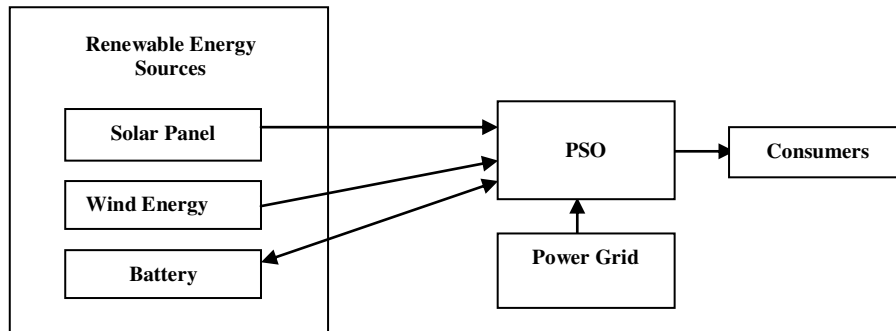 Renewable Energy
Sources
Solar Panel
Wind Energy
Battery
PSO
Power Grid
Consumers